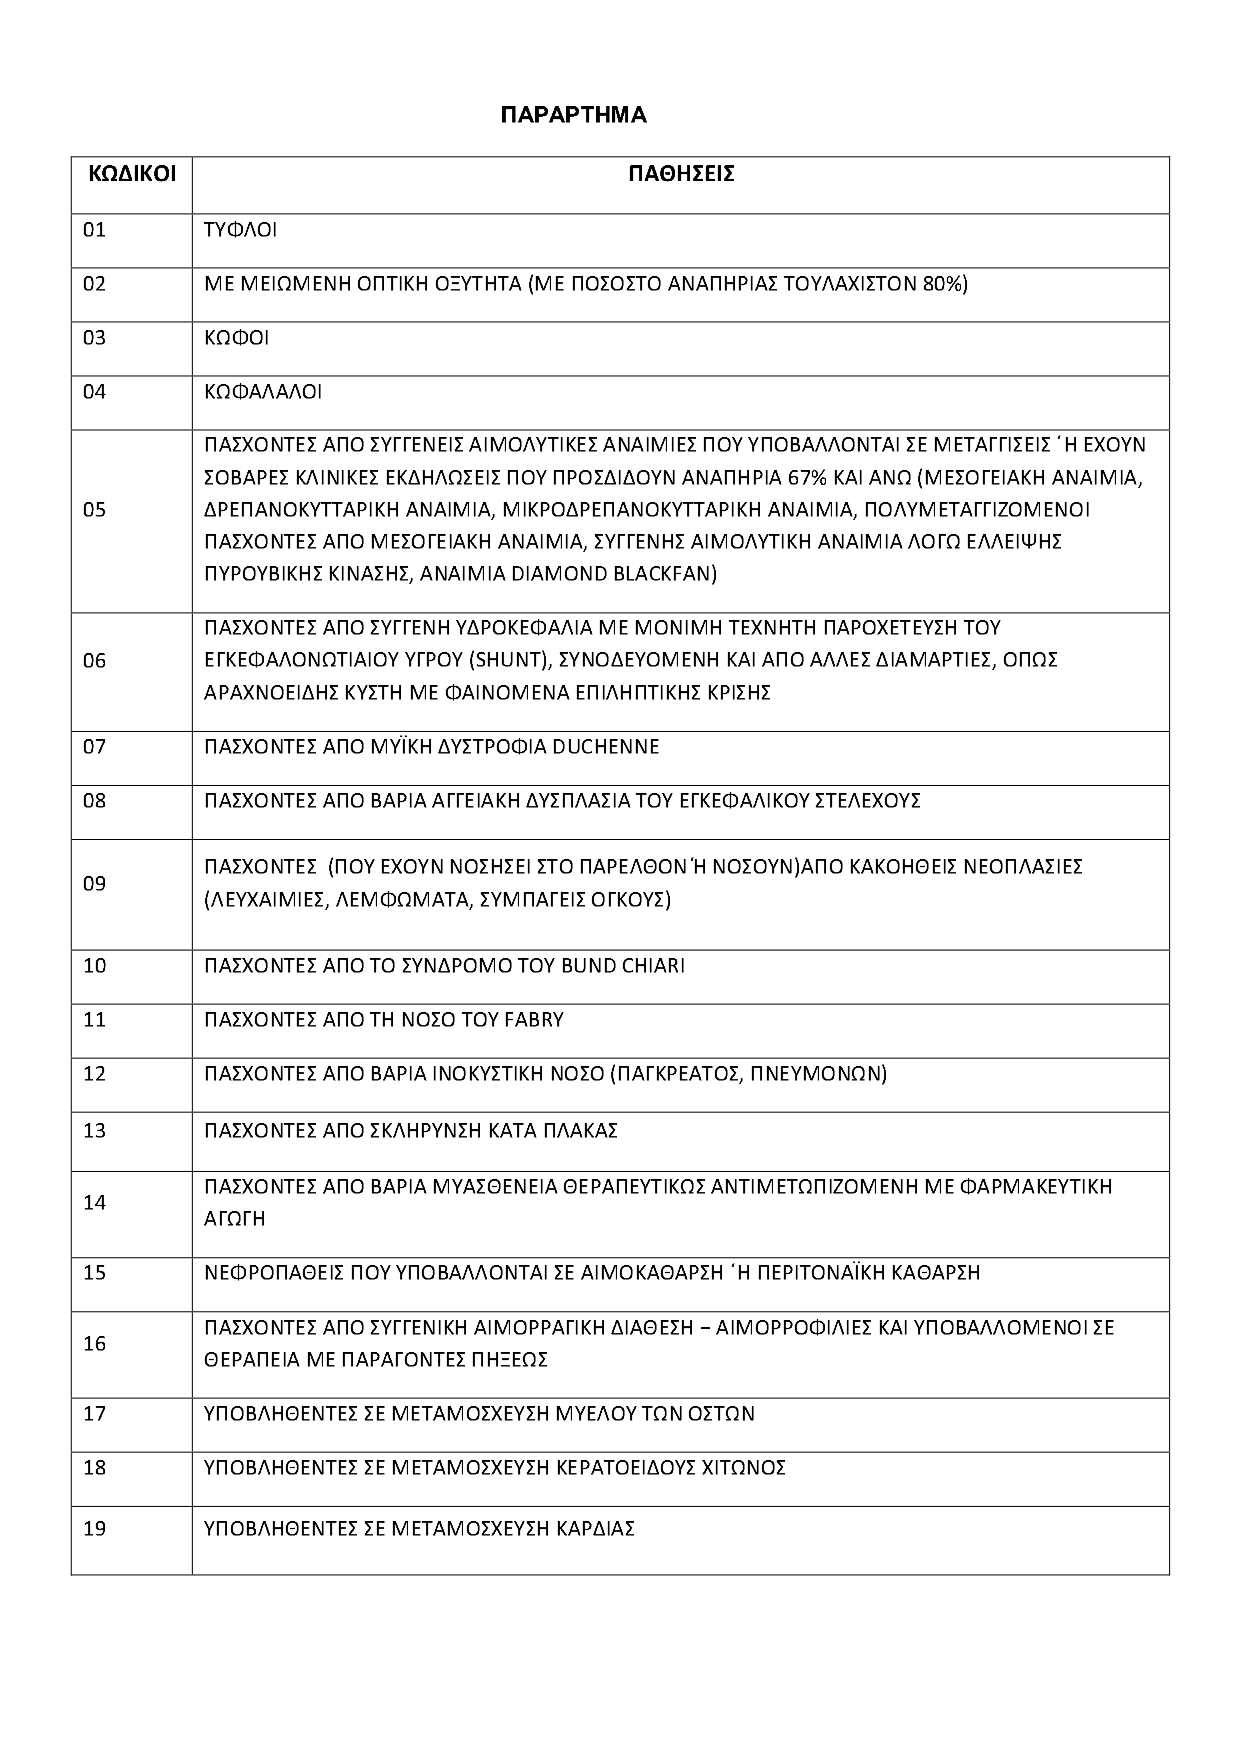 ΠΑΡΑΡΤΗΜΑ
ΚΩΔΙΚΟΙ ΠΑΘΗΣΕΙΣ
01 ΤΥΦΛΟΙ
02 ΜΕ ΜΕΙΩΜΕΝΗ ΟΠΤΙΚΗ ΟΞΥΤΗΤΑ (ΜΕ ΠΟΣΟΣΤΟ ΑΝΑΠΗΡΙΑΣ ΤΟΥΛΑΧΙΣΤΟΝ 80%)
03 ΚΩΦΟΙ
04 ΚΩΦΑΛΑΛΟΙ
ΠΑΣΧΟΝΤΕΣ ΑΠΟ ΣΥΓΓΕΝΕΙΣ ΑΙΜΟΛΥΤΙΚΕΣ ΑΝΑΙΜΙΕΣ ΠΟΥ ΥΠΟΒΑΛΛΟΝΤΑΙ ΣΕ ΜΕΤΑΓΓΙΣΕΙΣ ΄Η ΕΧΟΥΝ
ΣΟΒΑΡΕΣ ΚΛΙΝΙΚΕΣ ΕΚΔΗΛΩΣΕΙΣ ΠΟΥ ΠΡΟΣΔΙΔΟΥΝ ΑΝΑΠΗΡΙΑ 67% ΚΑΙ ΑΝΩ (ΜΕΣΟΓΕΙΑΚΗ ΑΝΑΙΜΙΑ,
05 ΔΡΕΠΑΝΟΚΥΤΤΑΡΙΚΗ ΑΝΑΙΜΙΑ, ΜΙΚΡΟΔΡΕΠΑΝΟΚΥΤΤΑΡΙΚΗ ΑΝΑΙΜΙΑ, ΠΟΛΥΜΕΤΑΓΓΙΖΟΜΕΝΟΙ
ΠΑΣΧΟΝΤΕΣ ΑΠΟ ΜΕΣΟΓΕΙΑΚΗ ΑΝΑΙΜΙΑ, ΣΥΓΓΕΝΗΣ ΑΙΜΟΛΥΤΙΚΗ ΑΝΑΙΜΙΑ ΛΟΓΩ ΕΛΛΕΙΨΗΣ
ΠΥΡΟΥΒΙΚΗΣ ΚΙΝΑΣΗΣ, ΑΝΑΙΜΙΑ DIAMOND BLACKFAN)
ΠΑΣΧΟΝΤΕΣ ΑΠΟ ΣΥΓΓΕΝΗ ΥΔΡΟΚΕΦΑΛΙΑ ΜΕ ΜΟΝΙΜΗ ΤΕΧΝΗΤΗ ΠΑΡΟΧΕΤΕΥΣΗ ΤΟΥ
06 ΕΓΚΕΦΑΛΟΝΩΤΙΑΙΟΥ ΥΓΡΟΥ (SHUNT), ΣΥΝΟΔΕΥΟΜΕΝΗ ΚΑΙ ΑΠΟ ΑΛΛΕΣ ΔΙΑΜΑΡΤΙΕΣ, ΟΠΩΣ
ΑΡΑΧΝΟΕΙΔΗΣ ΚΥΣΤΗ ΜΕ ΦΑΙΝΟΜΕΝΑ ΕΠΙΛΗΠΤΙΚΗΣ ΚΡΙΣΗΣ
07 ΠΑΣΧΟΝΤΕΣ ΑΠΟ ΜΥΪΚΗ ΔΥΣΤΡΟΦΙΑ DUCHENNE
08 ΠΑΣΧΟΝΤΕΣ ΑΠΟ ΒΑΡΙΑ ΑΓΓΕΙΑΚΗ ΔΥΣΠΛΑΣΙΑ ΤΟΥ ΕΓΚΕΦΑΛΙΚΟΥ ΣΤΕΛΕΧΟΥΣ
09 ΠΑΣΧΟΝΤΕΣ (ΠΟΥ ΕΧΟΥΝ ΝΟΣΗΣΕΙ ΣΤΟ ΠΑΡΕΛΘΟΝ Ή ΝΟΣΟΥΝ)ΑΠΟ ΚΑΚΟΗΘΕΙΣ ΝΕΟΠΛΑΣΙΕΣ
(ΛΕΥΧΑΙΜΙΕΣ, ΛΕΜΦΩΜΑΤΑ, ΣΥΜΠΑΓΕΙΣ ΟΓΚΟΥΣ)
10 ΠΑΣΧΟΝΤΕΣ ΑΠΟ ΤΟ ΣΥΝΔΡΟΜΟ ΤΟΥ BUND CHIARI
11 ΠΑΣΧΟΝΤΕΣ ΑΠΟ ΤΗ ΝΟΣΟ ΤΟΥ FABRY
12 ΠΑΣΧΟΝΤΕΣ ΑΠΟ ΒΑΡΙΑ ΙΝΟΚΥΣΤΙΚΗ ΝΟΣΟ (ΠΑΓΚΡΕΑΤΟΣ, ΠΝΕΥΜΟΝΩΝ)
13 ΠΑΣΧΟΝΤΕΣ ΑΠΟ ΣΚΛΗΡΥΝΣΗ ΚΑΤΑ ΠΛΑΚΑΣ
14 ΠΑΣΧΟΝΤΕΣ ΑΠΟ ΒΑΡΙΑ ΜΥΑΣΘΕΝΕΙΑ ΘΕΡΑΠΕΥΤΙΚΩΣ ΑΝΤΙΜΕΤΩΠΙΖΟΜΕΝΗ ΜΕ ΦΑΡΜΑΚΕΥΤΙΚΗ
ΑΓΩΓΗ
15 ΝΕΦΡΟΠΑΘΕΙΣ ΠΟΥ ΥΠΟΒΑΛΛΟΝΤΑΙ ΣΕ ΑΙΜΟΚΑΘΑΡΣΗ ΄Η ΠΕΡΙΤΟΝΑΪΚΗ ΚΑΘΑΡΣΗ
16 ΠΑΣΧΟΝΤΕΣ ΑΠΟ ΣΥΓΓΕΝΙΚΗ ΑΙΜΟΡΡΑΓΙΚΗ ΔΙΑΘΕΣΗ – ΑΙΜΟΡΡΟΦΙΛΙΕΣ ΚΑΙ ΥΠΟΒΑΛΛΟΜΕΝΟΙ ΣΕ
ΘΕΡΑΠΕΙΑ ΜΕ ΠΑΡΑΓΟΝΤΕΣ ΠΗΞΕΩΣ
17 ΥΠΟΒΛΗΘΕΝΤΕΣ ΣΕ ΜΕΤΑΜΟΣΧΕΥΣΗ ΜΥΕΛΟΥ ΤΩΝ ΟΣΤΩΝ
18 ΥΠΟΒΛΗΘΕΝΤΕΣ ΣΕ ΜΕΤΑΜΟΣΧΕΥΣΗ ΚΕΡΑΤΟΕΙΔΟΥΣ ΧΙΤΩΝΟΣ
19 ΥΠΟΒΛΗΘΕΝΤΕΣ ΣΕ ΜΕΤΑΜΟΣΧΕΥΣΗ ΚΑΡΔΙΑΣ